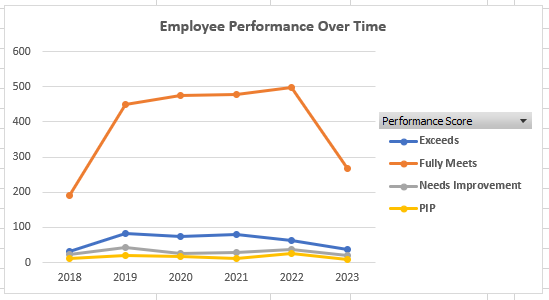 Employee Performance Over Time
600
500
400
300
200
100
0
2018 2019 2020 2021 2022 2023
Performance Score
Exceeds
Fully Meets
Needs Improvement
PIP